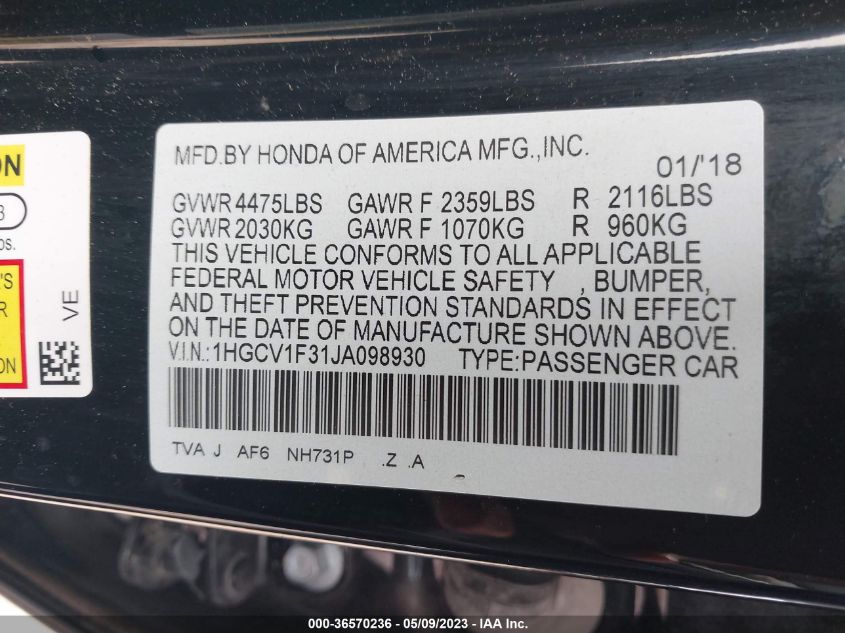 MFD.BY HONDA OF AMERICA MFG.,INC.
01/'18
GVWR 4475LBS GAWR F 2359LBS R 2116LBS
GVWR 2030KG GAWR F 1070KG R 960KG
THIS VEHICLE CONFORMS TO ALL APPLICABLE
FEDERAL MOTOR VEHICLE SAFETY , BUMPER,
AND THEFT PREVENTION STANDARDS IN EFFECT
ON THE DATE OF MANUFACTURE SHOWN ABOVE.
V.I.N.:1HGCV1F31JA098930 TYPE:PASSENGER CAR
TVA J AF6 NH731P .Z .A
VE
000-36570236 - 05/09/2023 - IAA Inc.